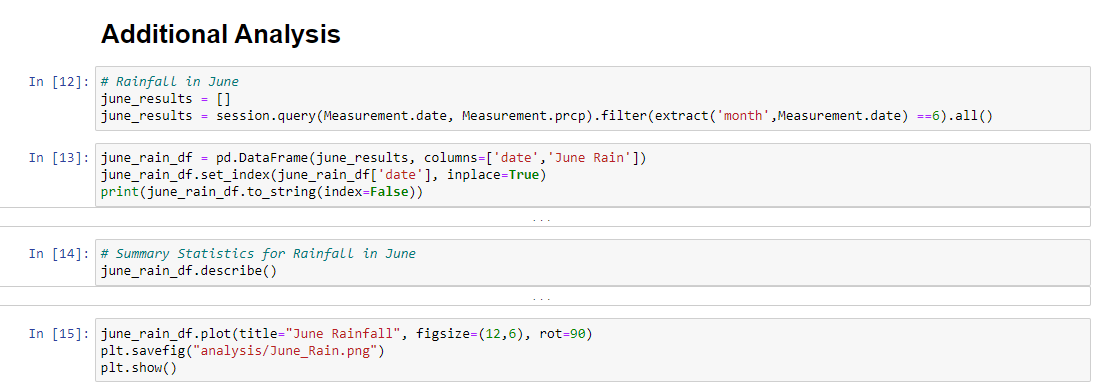 Additional Analysis
In [12]: # Rainfall in June
june_results = []
june_results = session.query(Measurement.date, Measurement.prcp).filter(extract('month',Measurement.date) ==6).all()
In [13]: june_rain_df = pd.DataFrame(june_results, columns=['date','June Rain'])
june_rain_df.set_index(june_rain_df['date'], inplace=True)
print(june_rain_df.to_string(index=False))
...
In [14]: # Summary Statistics for Rainfall in June
june_rain_df.describe()
...
In [15]: june_rain_df.plot(title="June Rainfall", figsize=(12,6), rot=90)
plt.savefig("analysis/June_Rain.png")
plt.show()